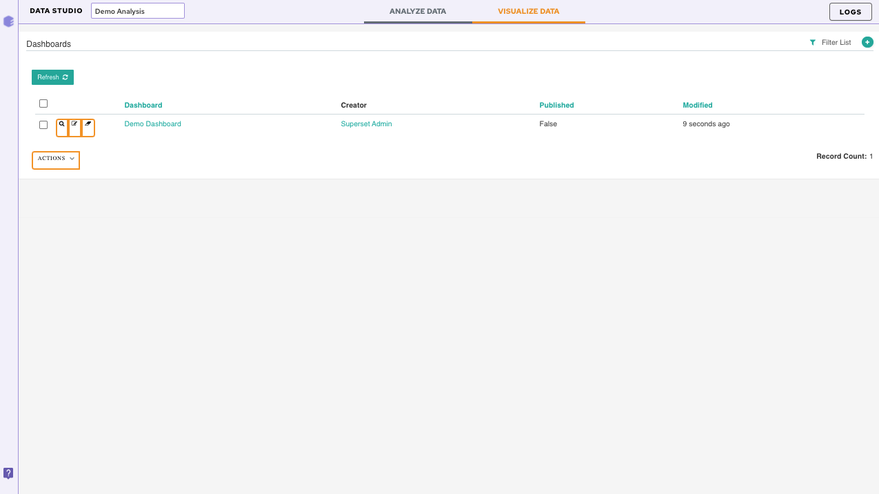 DATA STUDIO Demo Analysis ANALYZE DATA VISUALIZE DATA LOGS
Dashboards Filter List +
Refresh
Dashboard Creator Published Modified
Demo Dashboard Superset Admin False 9 seconds ago
ACTIONS Record Count: 1
?